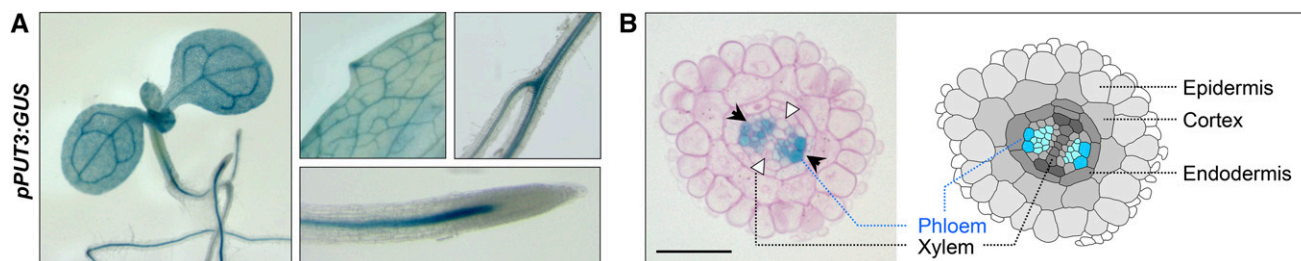 A
pPUT3:GUS
B
Epidermis
Cortex
Endodermis
Phloem
Xylem